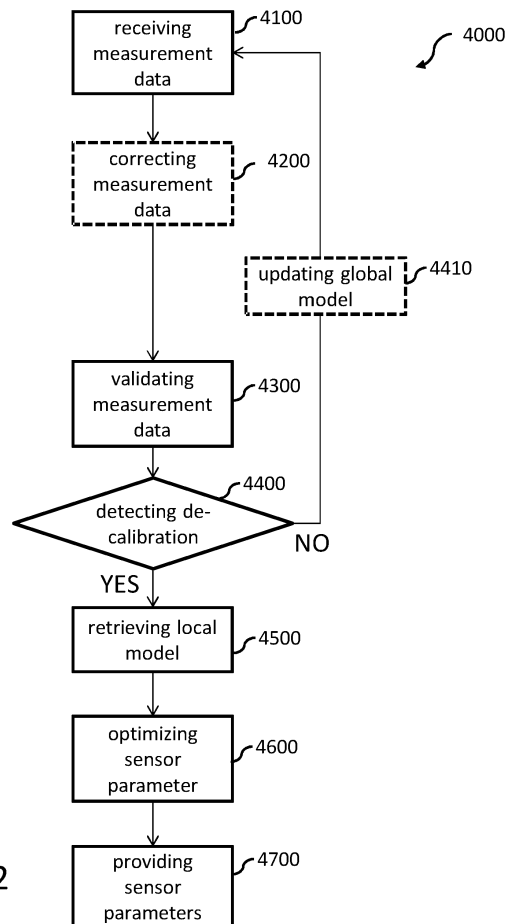 receiving
measurement
data
4100
4000
correcting
measurement
data
4200
updating global
model
4410
validating
measurement
data
4300
4400
detecting de-
calibration
NO
YES
retrieving local
model
4500
optimizing
sensor
parameter
4600
2
providing
sensor
parameters
4700